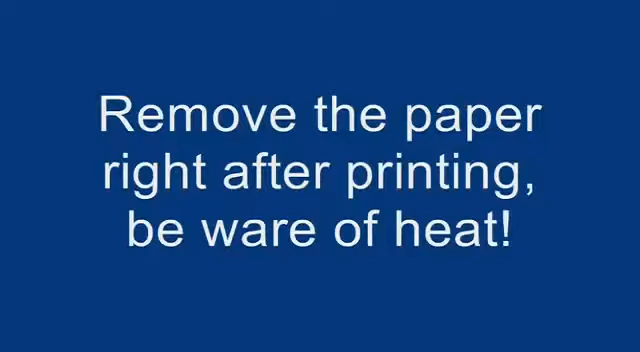 Remove the paper
right after printing,
be ware of heat!